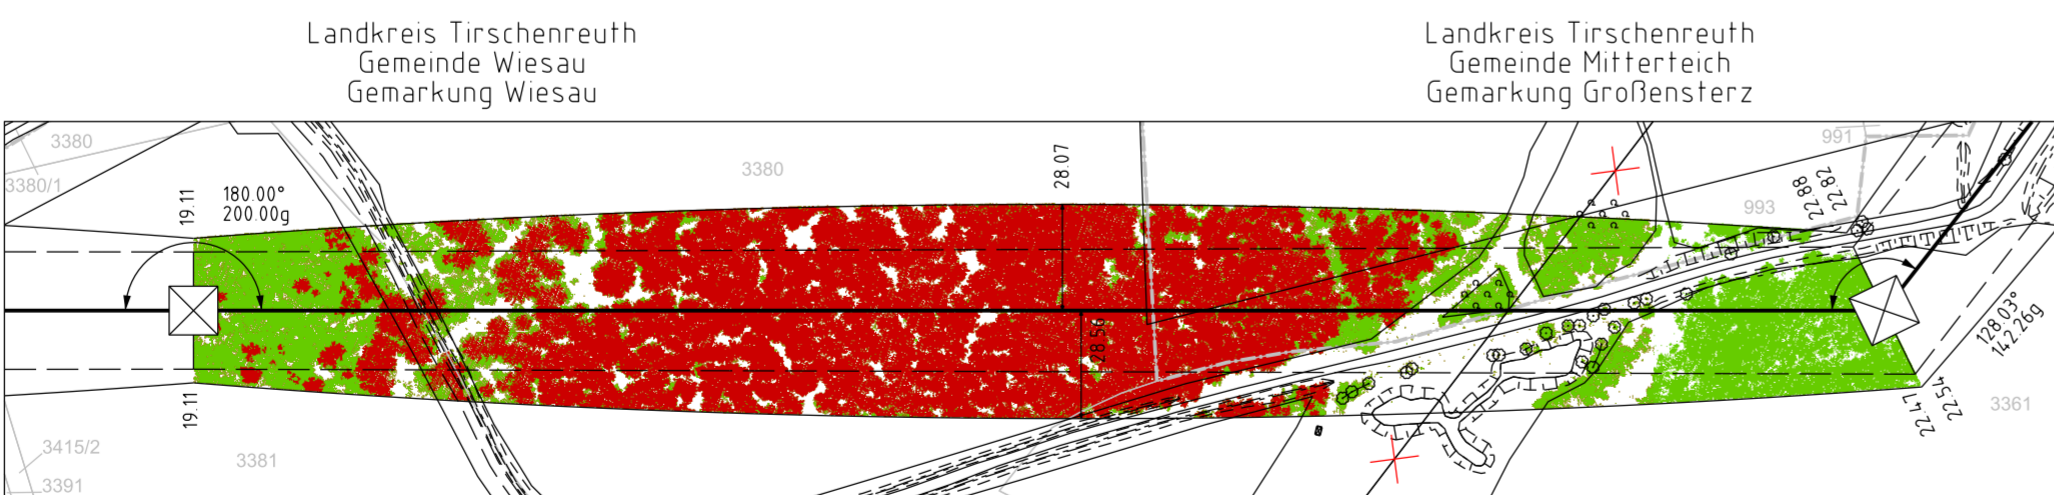 Landkreis Tirschenreuth
Gemeinde Wiesau
Gemarkung Wiesau
Landkreis Tirschenreuth
Gemeinde Mitterteich
Gemarkung Großensterz
3380
3380/1
19.11
180.00°
200.00g
3380
28.07
991
22.88
22.82
993
28.56
128.03°
142.26g
19.11
22.47
22.54
3361
3415/2
3381
3391